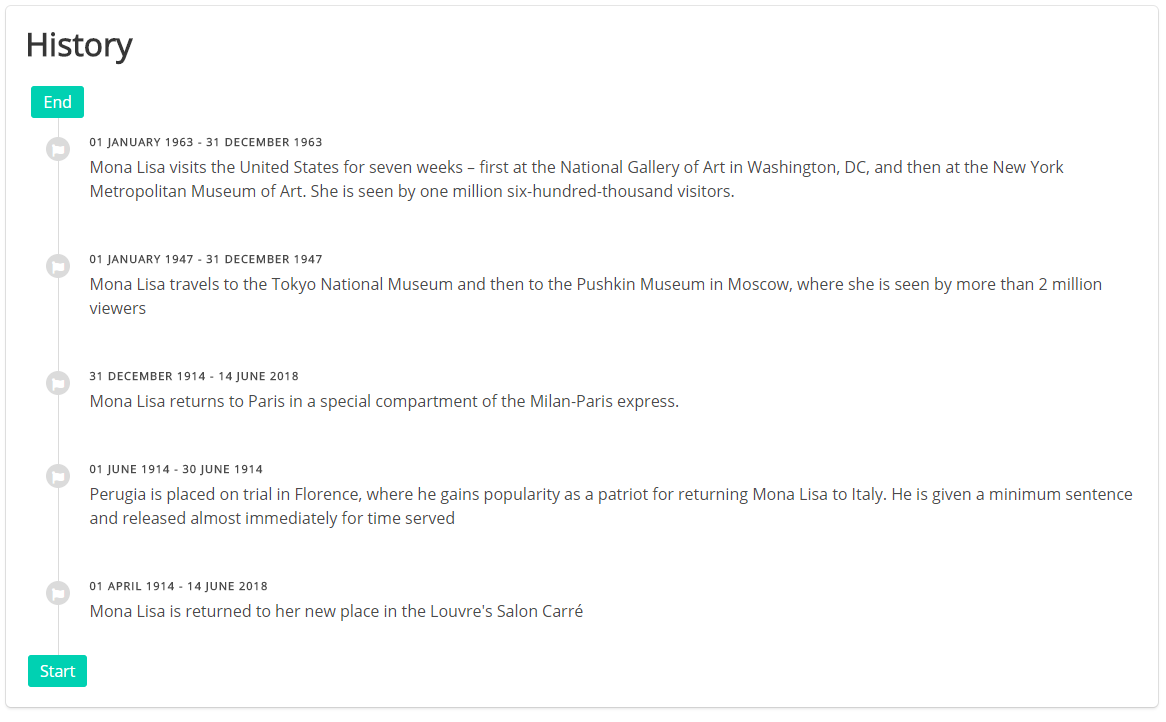 History
End
01 JANUARY 1963 - 31 DECEMBER 1963
Mona Lisa visits the United States for seven weeks – first at the National Gallery of Art in Washington, DC, and then at the New York
Metropolitan Museum of Art. She is seen by one million six-hundred-thousand visitors.
01 JANUARY 1947 - 31 DECEMBER 1947
Mona Lisa travels to the Tokyo National Museum and then to the Pushkin Museum in Moscow, where she is seen by more than 2 million
viewers
31 DECEMBER 1914 - 14 JUNE 2018
Mona Lisa returns to Paris in a special compartment of the Milan-Paris express.
01 JUNE 1914 - 30 JUNE 1914
Perugia is placed on trial in Florence, where he gains popularity as a patriot for returning Mona Lisa to Italy. He is given a minimum sentence
and released almost immediately for time served
01 APRIL 1914 - 14 JUNE 2018
Mona Lisa is returned to her new place in the Louvre's Salon Carré
Start